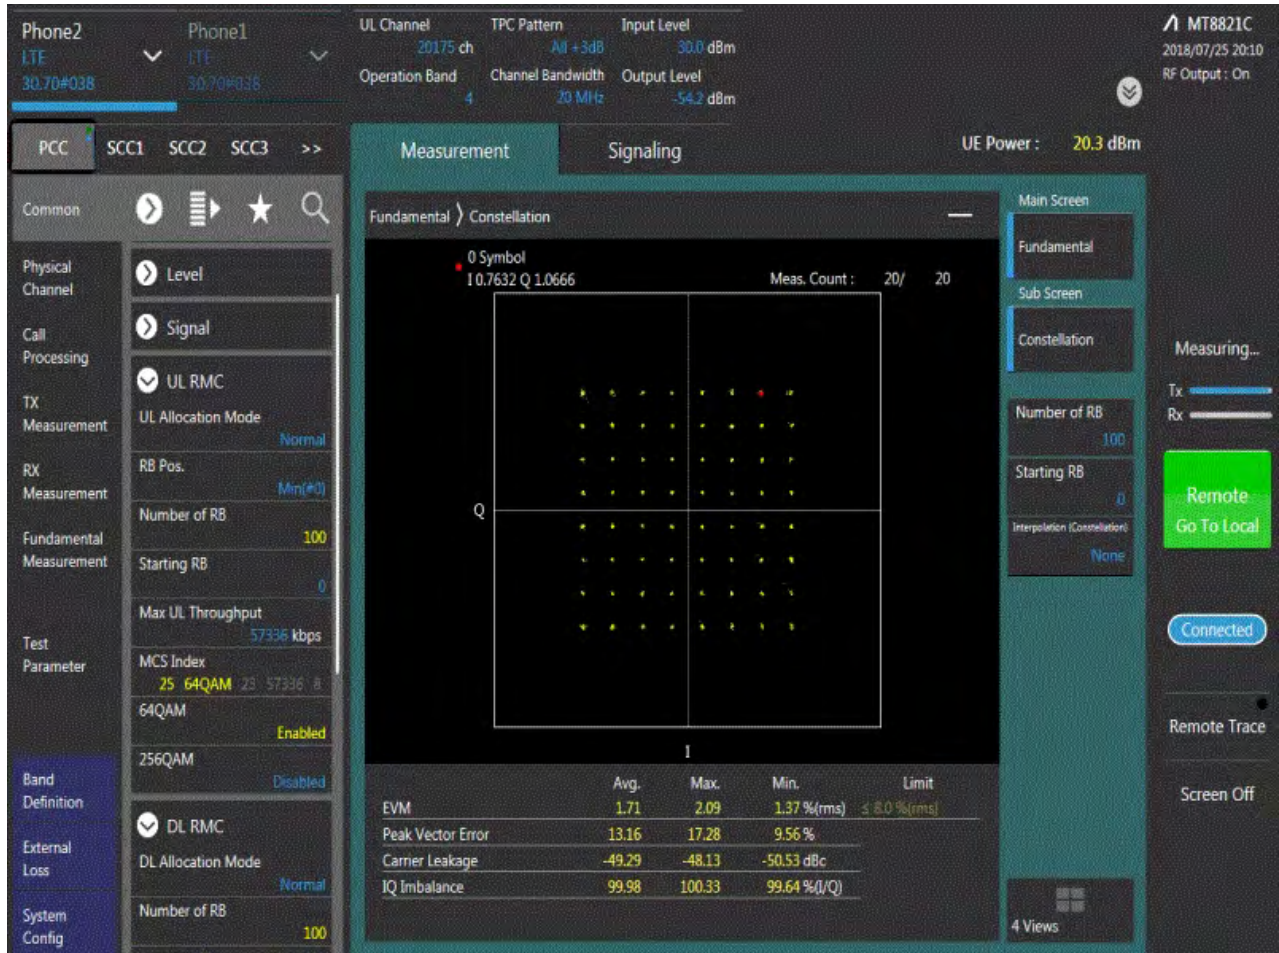 Phone2
LTE
30.70#038
Phone1
LTE
30.70#038
UL Channel
20175 ch
TPC Pattern
All +3dB
Input Level
30.0 dBm
Operation Band
4
Channel Bandwidth
20 MHz
Output Level
-54.2 dBm
MT8821C
2018/07/25 20:10
RF Output : On
PCC SCC1 SCC2 SCC3 >>
Measurement
Signaling
UE Power : 20.3 dBm
Common
Physical
Channel
Call
Processing
TX
Measurement
RX
Measurement
Fundamental
Measurement
Test
Parameter
Band
Definition
External
Loss
System
Config
Level
Signal
UL RMC
UL Allocation Mode
Normal
RB Pos.
Min(#0)
Number of RB
100
Starting RB
0
Max UL Throughput
57336 kbps
MCS Index
25 64QAM 23 57336 8
64QAM
Enabled
256QAM
Disabled
DL RMC
DL Allocation Mode
Normal
Number of RB
100
Fundamental 〉 Constellation
0 Symbol
I 0.7632 Q 1.0666
Meas. Count : 20/ 20
Q
I
Avg. Max. Min. Limit
EVM 1.71 2.09 1.37 %(rms) ≤ 8.0 %(rms)
Peak Vector Error 13.16 17.28 9.56 %
Carrier Leakage -49.29 -48.13 -50.53 dBc
IQ Imbalance 99.98 100.33 99.64 %(I/Q)
Main Screen
Fundamental
Sub Screen
Constellation
Number of RB
100
Starting RB
0
Interpolation (Constellation)
None
4 Views
Measuring...
Tx
Rx
Remote
Go To Local
Connected
Remote Trace
Screen Off